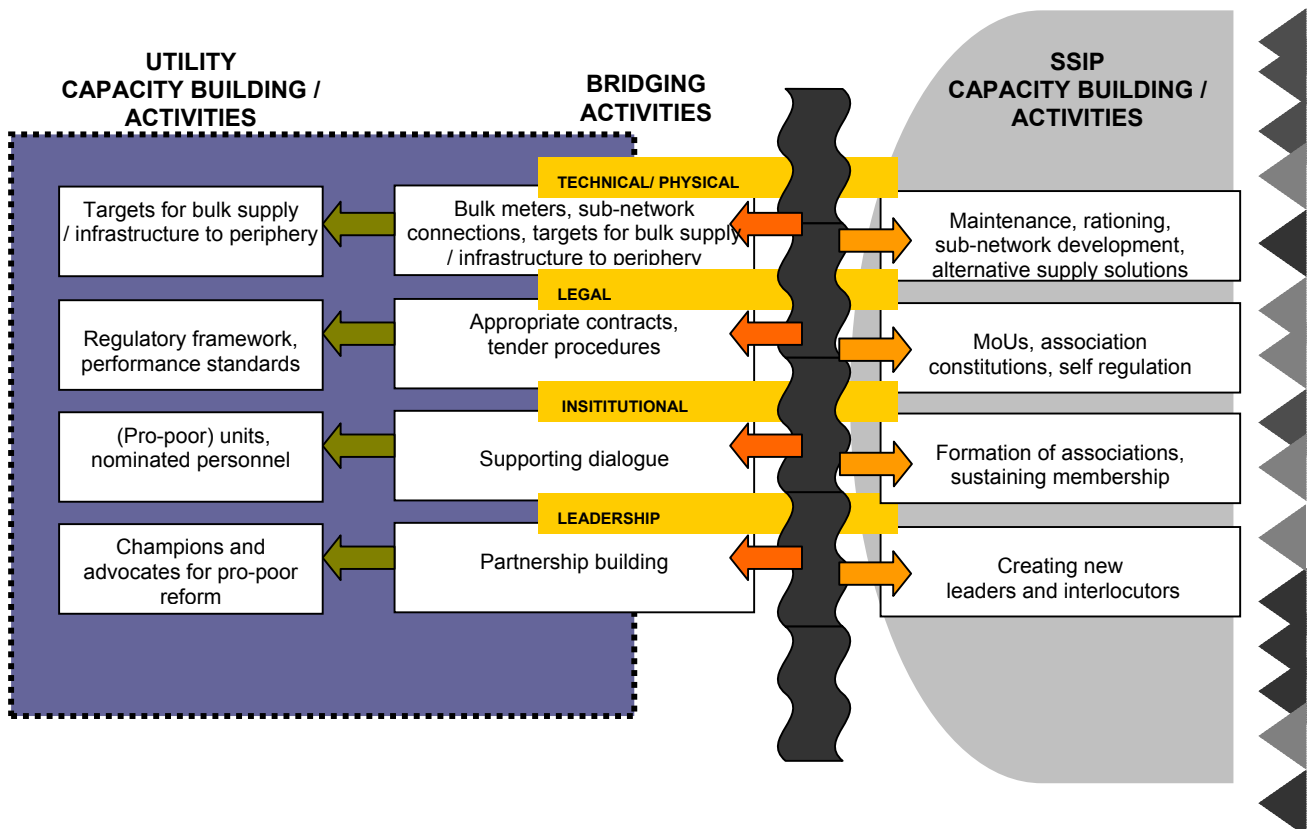 UTILITY
CAPACITY BUILDING /
ACTIVITIES
BRIDGING
ACTIVITIES
SSIP
CAPACITY BUILDING /
ACTIVITIES
TECHNICAL/ PHYSICAL
Targets for bulk supply
/ infrastructure to periphery
Bulk meters, sub-network
connections, targets for bulk supply
/ infrastructure to periphery
Maintenance, rationing,
sub-network development,
alternative supply solutions
LEGAL
Regulatory framework,
performance standards
Appropriate contracts,
tender procedures
MoUs, association
constitutions, self regulation
INSITITUTIONAL
(Pro-poor) units,
nominated personnel
Supporting dialogue
Formation of associations,
sustaining membership
LEADERSHIP
Champions and
advocates for pro-poor
reform
Partnership building
Creating new
leaders and interlocutors